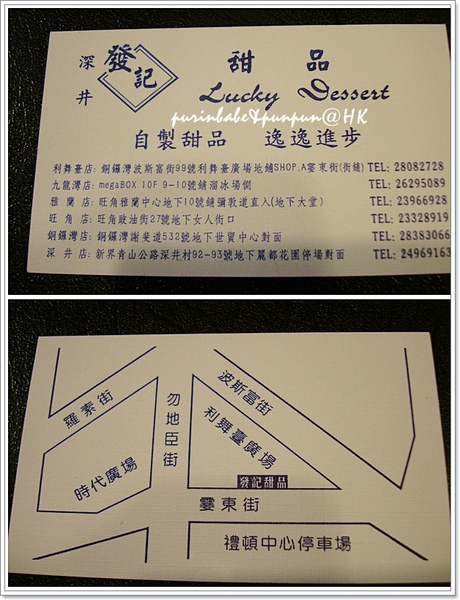 深井 發記 甜品
Lucky Dessert
purinbabe&punpun@HK
自製甜品 逸逸進步
利舞臺店: 銅鑼灣波斯富街99號利舞臺廣場地鋪SHOP.A霎東街(街鋪) TEL: 28082728
九龍灣店: megaBOX 10F 9-10號鋪溜冰場側 TEL: 26295089
雅蘭店: 旺角雅蘭中心地下10號鋪彌敦道直入(地下大堂) TEL: 23966928
旺角店: 旺角豉油街27號地下女人街口 TEL: 23328919
銅鑼灣店: 銅鑼灣謝斐道532號地下世貿中心對面 TEL: 28383066
深井店: 新界青山公路深井村92-93號地下麗都花園停場對面 TEL: 24969163
羅素街
波斯富街
勿地臣街
利舞臺廣場
時代廣場
發記甜品
霎東街
禮頓中心停車場